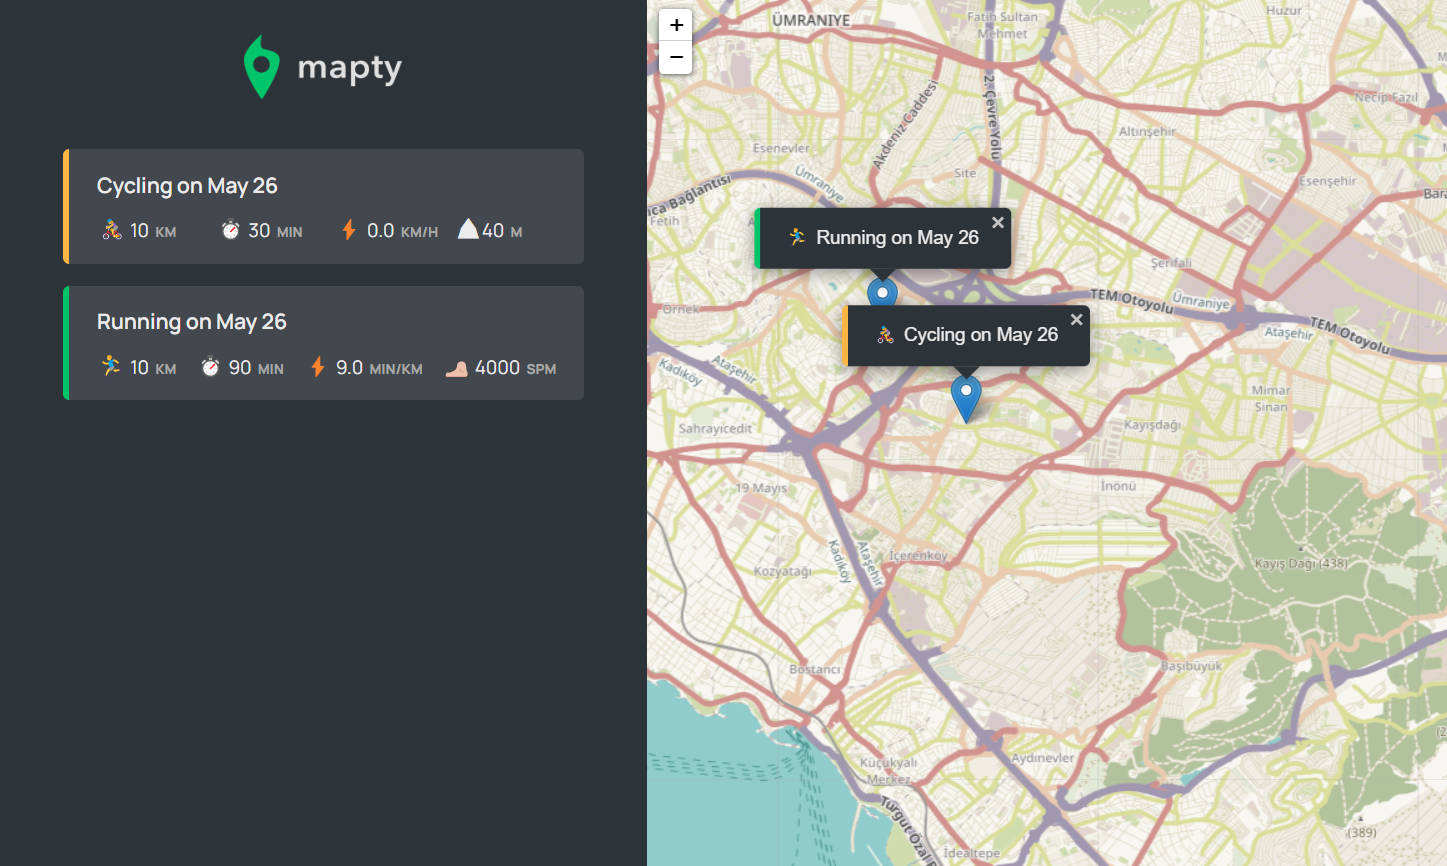 mapty
Cycling on May 26
10 KM 30 MIN 0.0 KM/H 40 M
Running on May 26
10 KM 90 MIN 9.0 MIN/KM 4000 SPM
+
−
ÜMRANİYE
Fatih Sultan
Mehmet
Huzur
2. Çevre Yolu
Akdeniz Caddesi
Necip Fazıl
Altınşehir
Esenevler
Ümraniye
Site
Esenşehir
Bağlantısı
Fetih
Running on May 26 ×
Şerifali
TEM Otoyolu
Ümraniye
Ataşehir
TEM Otoyolu
Örnek
Cycling on May 26 ×
Ataşehir
Kadıköy
Mimar
Sinan
Sahrayıcedit
Kayışdağı
19 Mayıs
İnönü
Kadıköy
Ataşehir
İçerenköy
Kozyatağı
Kayış Dağı (438)
Bostancı
Başıbüyük
Küçükyalı
Merkez
Aydınevler
Turgut Özal
(389)
İdealtepe